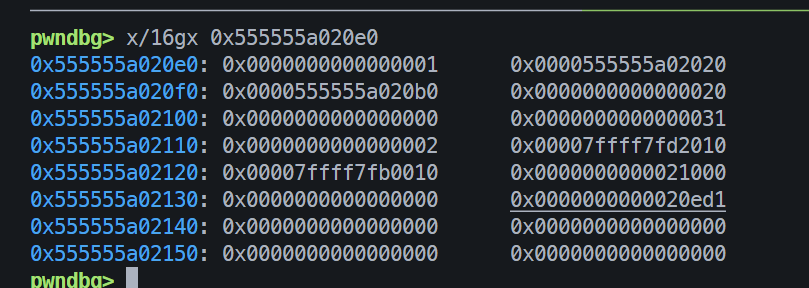 pwndbg> x/16gx 0x555555a020e0
0x555555a020e0: 0x0000000000000001 0x0000555555a02020
0x555555a020f0: 0x0000555555a020b0 0x0000000000000020
0x555555a02100: 0x0000000000000000 0x0000000000000031
0x555555a02110: 0x0000000000000002 0x00007ffff7fd2010
0x555555a02120: 0x00007ffff7fb0010 0x0000000000021000
0x555555a02130: 0x0000000000000000 0x0000000000020ed1
0x555555a02140: 0x0000000000000000 0x0000000000000000
0x555555a02150: 0x0000000000000000 0x0000000000000000
pwndbg>